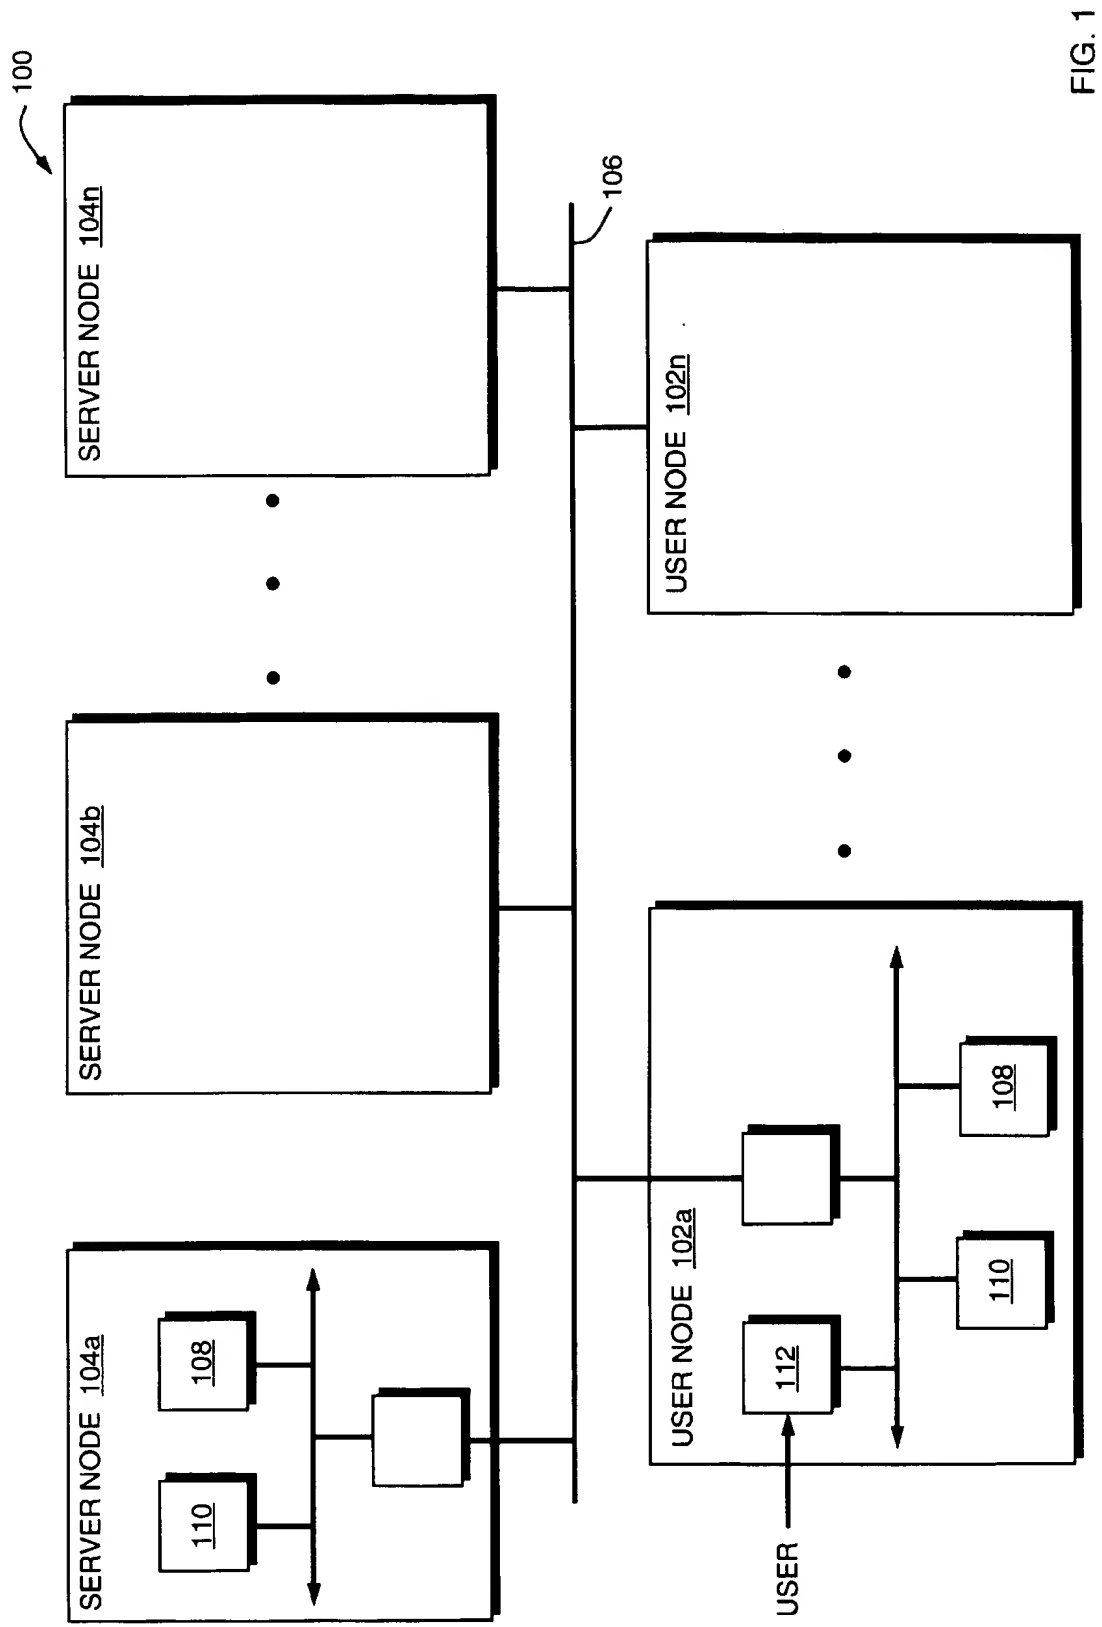 100
SERVER NODE 104a
110
108
SERVER NODE 104b
SERVER NODE 104n
106
USER NODE 102a
112
110
108
USER
USER NODE 102n
FIG. 1